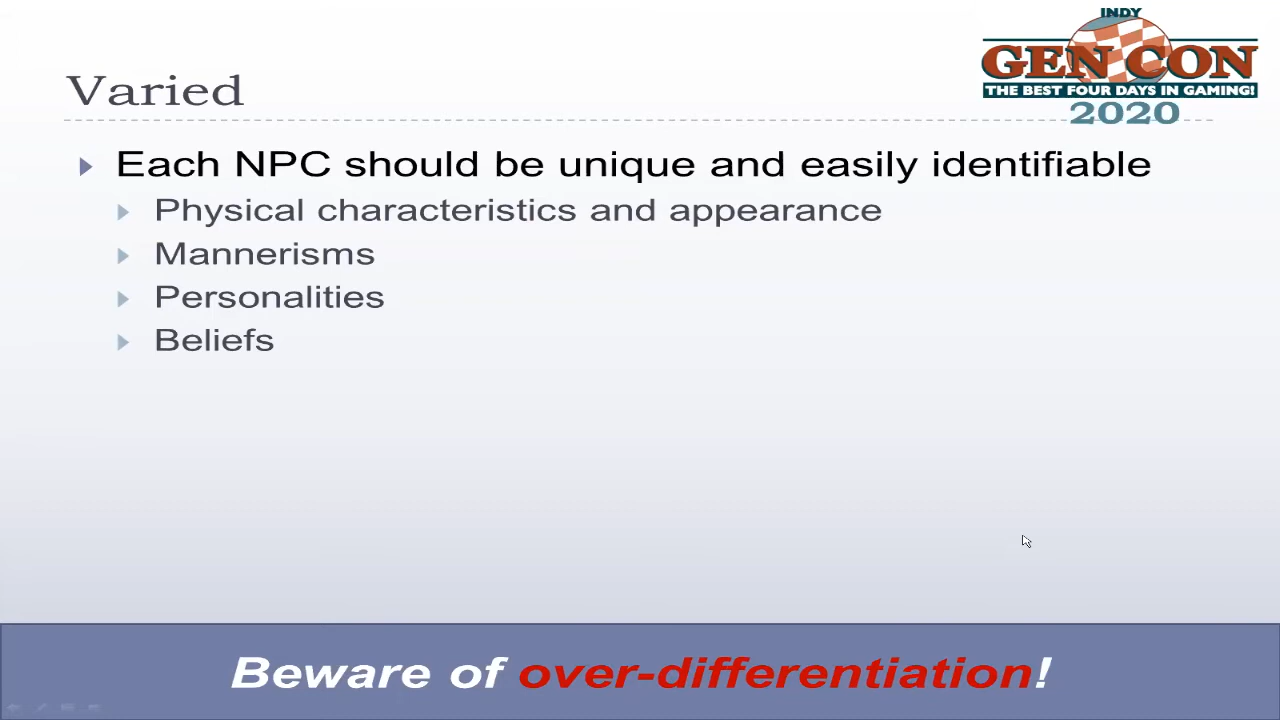 INDY
GEN CON
THE BEST FOUR DAYS IN GAMING!
2020
Varied
Each NPC should be unique and easily identifiable
Physical characteristics and appearance
Mannerisms
Personalities
Beliefs
Beware of over-differentiation!